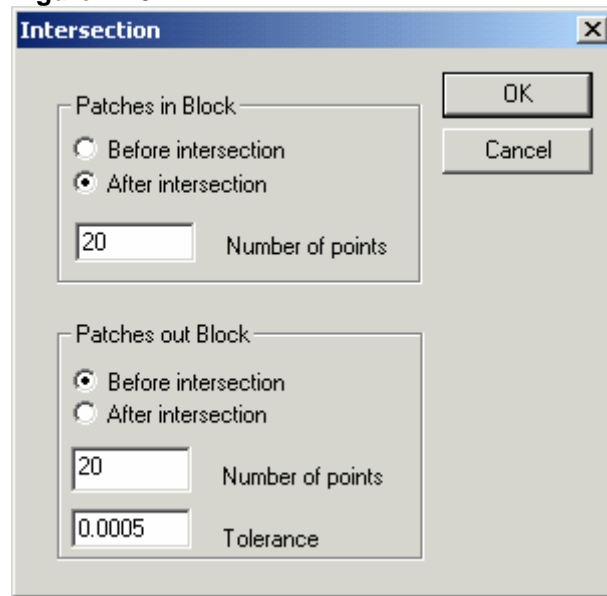 Intersection
Patches in Block
Before intersection
After intersection
20 Number of points
Patches out Block
Before intersection
After intersection
20 Number of points
0.0005 Tolerance
OK
Cancel